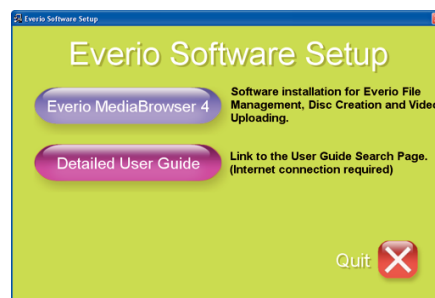 Everio Software Setup
Everio Software Setup
Everio MediaBrowser 4
Software installation for Everio File
Management, Disc Creation and Video
Uploading.
Detailed User Guide
Link to the User Guide Search Page.
(Internet connection required)
Quit